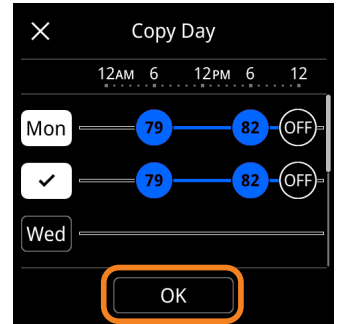 Copy Day
12AM 6 12PM 6 12
Mon 79 82 OFF
79 82 OFF
Wed
OK